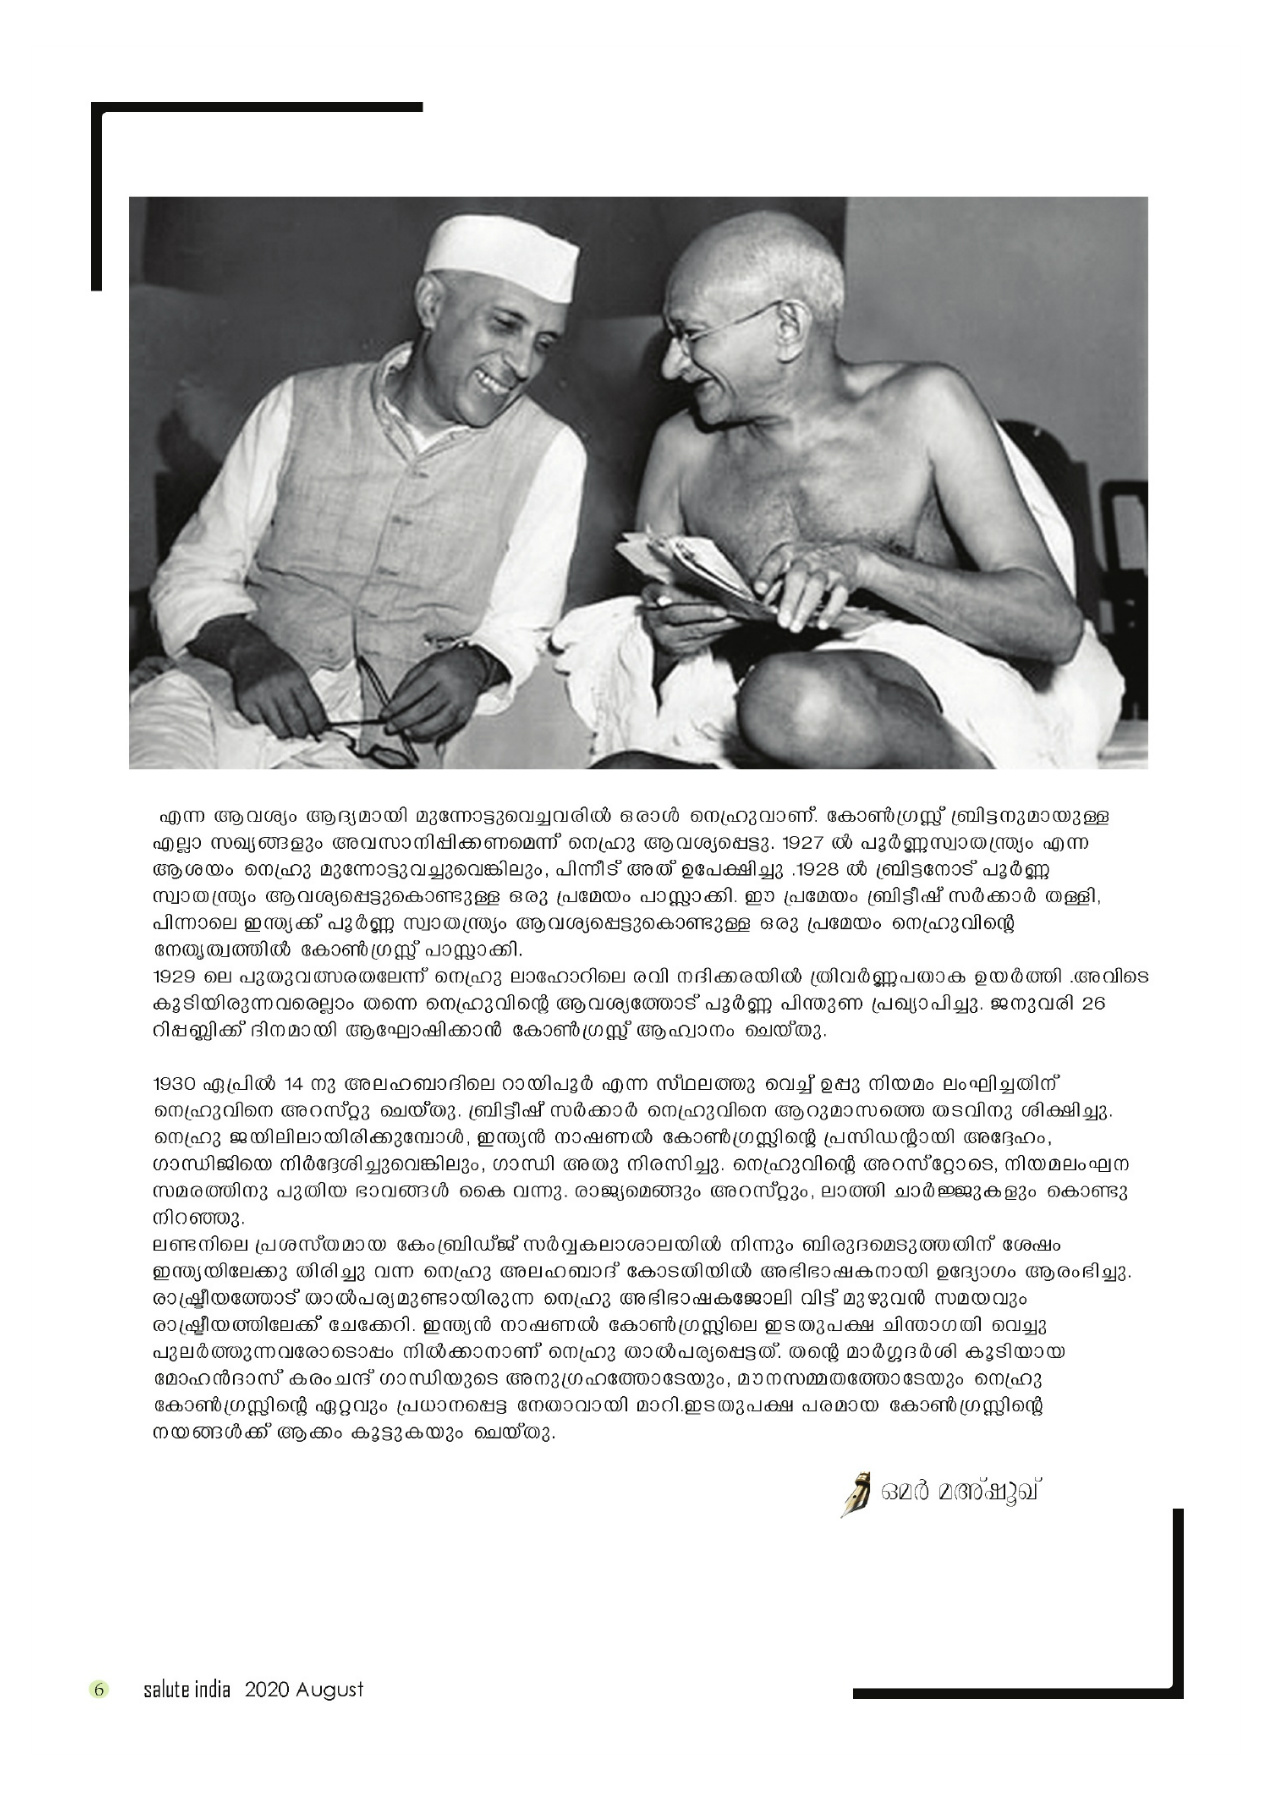 എന്ന ആവശ്യം ആദ്യമായി മുന്നോട്ടുവെച്ചവരിൽ ഒരാൾ നെഹ്രുവാണ്. കോൺഗ്രസ്സ് ബ്രിട്ടനുമായുള്ള
എല്ലാ സഖ്യങ്ങളും അവസാനിപ്പിക്കണമെന്ന് നെഹ്രു ആവശ്യപ്പെട്ടു. 1927 ൽ പൂർണ്ണസ്വാതന്ത്ര്യം എന്ന
ആശയം നെഹ്രു മുന്നോട്ടുവച്ചുവെങ്കിലും, പിന്നീട് അത് ഉപേക്ഷിച്ചു .1928 ൽ ബ്രിട്ടനോട് പൂർണ്ണ
സ്വാതന്ത്ര്യം ആവശ്യപ്പെട്ടുകൊണ്ടുള്ള ഒരു പ്രമേയം പാസ്സാക്കി. ഈ പ്രമേയം ബ്രിട്ടീഷ് സർക്കാർ തള്ളി,
പിന്നാലെ ഇന്ത്യക്ക് പൂർണ്ണ സ്വാതന്ത്ര്യം ആവശ്യപ്പെട്ടുകൊണ്ടുള്ള ഒരു പ്രമേയം നെഹ്രുവിന്റെ
നേതൃത്വത്തിൽ കോൺഗ്രസ്സ് പാസ്സാക്കി.
1929 ലെ പുതുവത്സരതലേന്ന് നെഹ്രു ലാഹോറിലെ രവി നദിക്കരയിൽ ത്രിവർണ്ണപതാക ഉയർത്തി .അവിടെ
കൂടിയിരുന്നവരെല്ലാം തന്നെ നെഹ്രുവിന്റെ ആവശ്യത്തോട് പൂർണ്ണ പിന്തുണ പ്രഖ്യാപിച്ചു. ജനുവരി 26
റിപ്പബ്ലിക്ക് ദിനമായി ആഘോഷിക്കാൻ കോൺഗ്രസ്സ് ആഹ്വാനം ചെയ്തു.
1930 ഏപ്രിൽ 14 നു അലഹബാദിലെ റായിപൂർ എന്ന സ്ഥലത്തു വെച്ച് ഉപ്പു നിയമം ലംഘിച്ചതിന്
നെഹ്രുവിനെ അറസ്റ്റു ചെയ്തു. ബ്രിട്ടീഷ് സർക്കാർ നെഹ്രുവിനെ ആറുമാസത്തെ തടവിനു ശിക്ഷിച്ചു.
നെഹ്രു ജയിലിലായിരിക്കുമ്പോൾ, ഇന്ത്യൻ നാഷണൽ കോൺഗ്രസ്സിന്റെ പ്രസിഡന്റായി അദ്ദേഹം,
ഗാന്ധിജിയെ നിർദ്ദേശിച്ചുവെങ്കിലും, ഗാന്ധി അതു നിരസിച്ചു. നെഹ്രുവിന്റെ അറസ്റ്റോടെ, നിയമലംഘന
സമരത്തിനു പുതിയ ഭാവങ്ങൾ കൈ വന്നു. രാജ്യമെങ്ങും അറസ്റ്റും, ലാത്തി ചാർജ്ജുകളും കൊണ്ടു
നിറഞ്ഞു.
ലണ്ടനിലെ പ്രശസ്തമായ കേംബ്രിഡ്ജ് സർവ്വകലാശാലയിൽ നിന്നും ബിരുദമെടുത്തതിന് ശേഷം
ഇന്ത്യയിലേക്കു തിരിച്ചു വന്ന നെഹ്രു അലഹബാദ് കോടതിയിൽ അഭിഭാഷകനായി ഉദ്യോഗം ആരംഭിച്ചു.
രാഷ്ട്രീയത്തോട് താൽപര്യമുണ്ടായിരുന്ന നെഹ്രു അഭിഭാഷകജോലി വിട്ട് മുഴുവൻ സമയവും
രാഷ്ട്രീയത്തിലേക്ക് ചേക്കേറി. ഇന്ത്യൻ നാഷണൽ കോൺഗ്രസ്സിലെ ഇടതുപക്ഷ ചിന്താഗതി വെച്ചു
പുലർത്തുന്നവരോടൊപ്പം നിൽക്കാനാണ് നെഹ്രു താൽപര്യപ്പെട്ടത്. തന്റെ മാർഗ്ഗദർശി കൂടിയായ
മോഹൻദാസ് കരംചന്ദ് ഗാന്ധിയുടെ അനുഗ്രഹത്തോടേയും, മൗനസമ്മതത്തോടേയും നെഹ്രു
കോൺഗ്രസ്സിന്റെ ഏറ്റവും പ്രധാനപ്പെട്ട നേതാവായി മാറി.ഇടതുപക്ഷ പരമായ കോൺഗ്രസ്സിന്റെ
നയങ്ങൾക്ക് ആക്കം കൂട്ടുകയും ചെയ്തു.
ഒമർ മഅ്ഷൂഖ്
6 salute india 2020 August